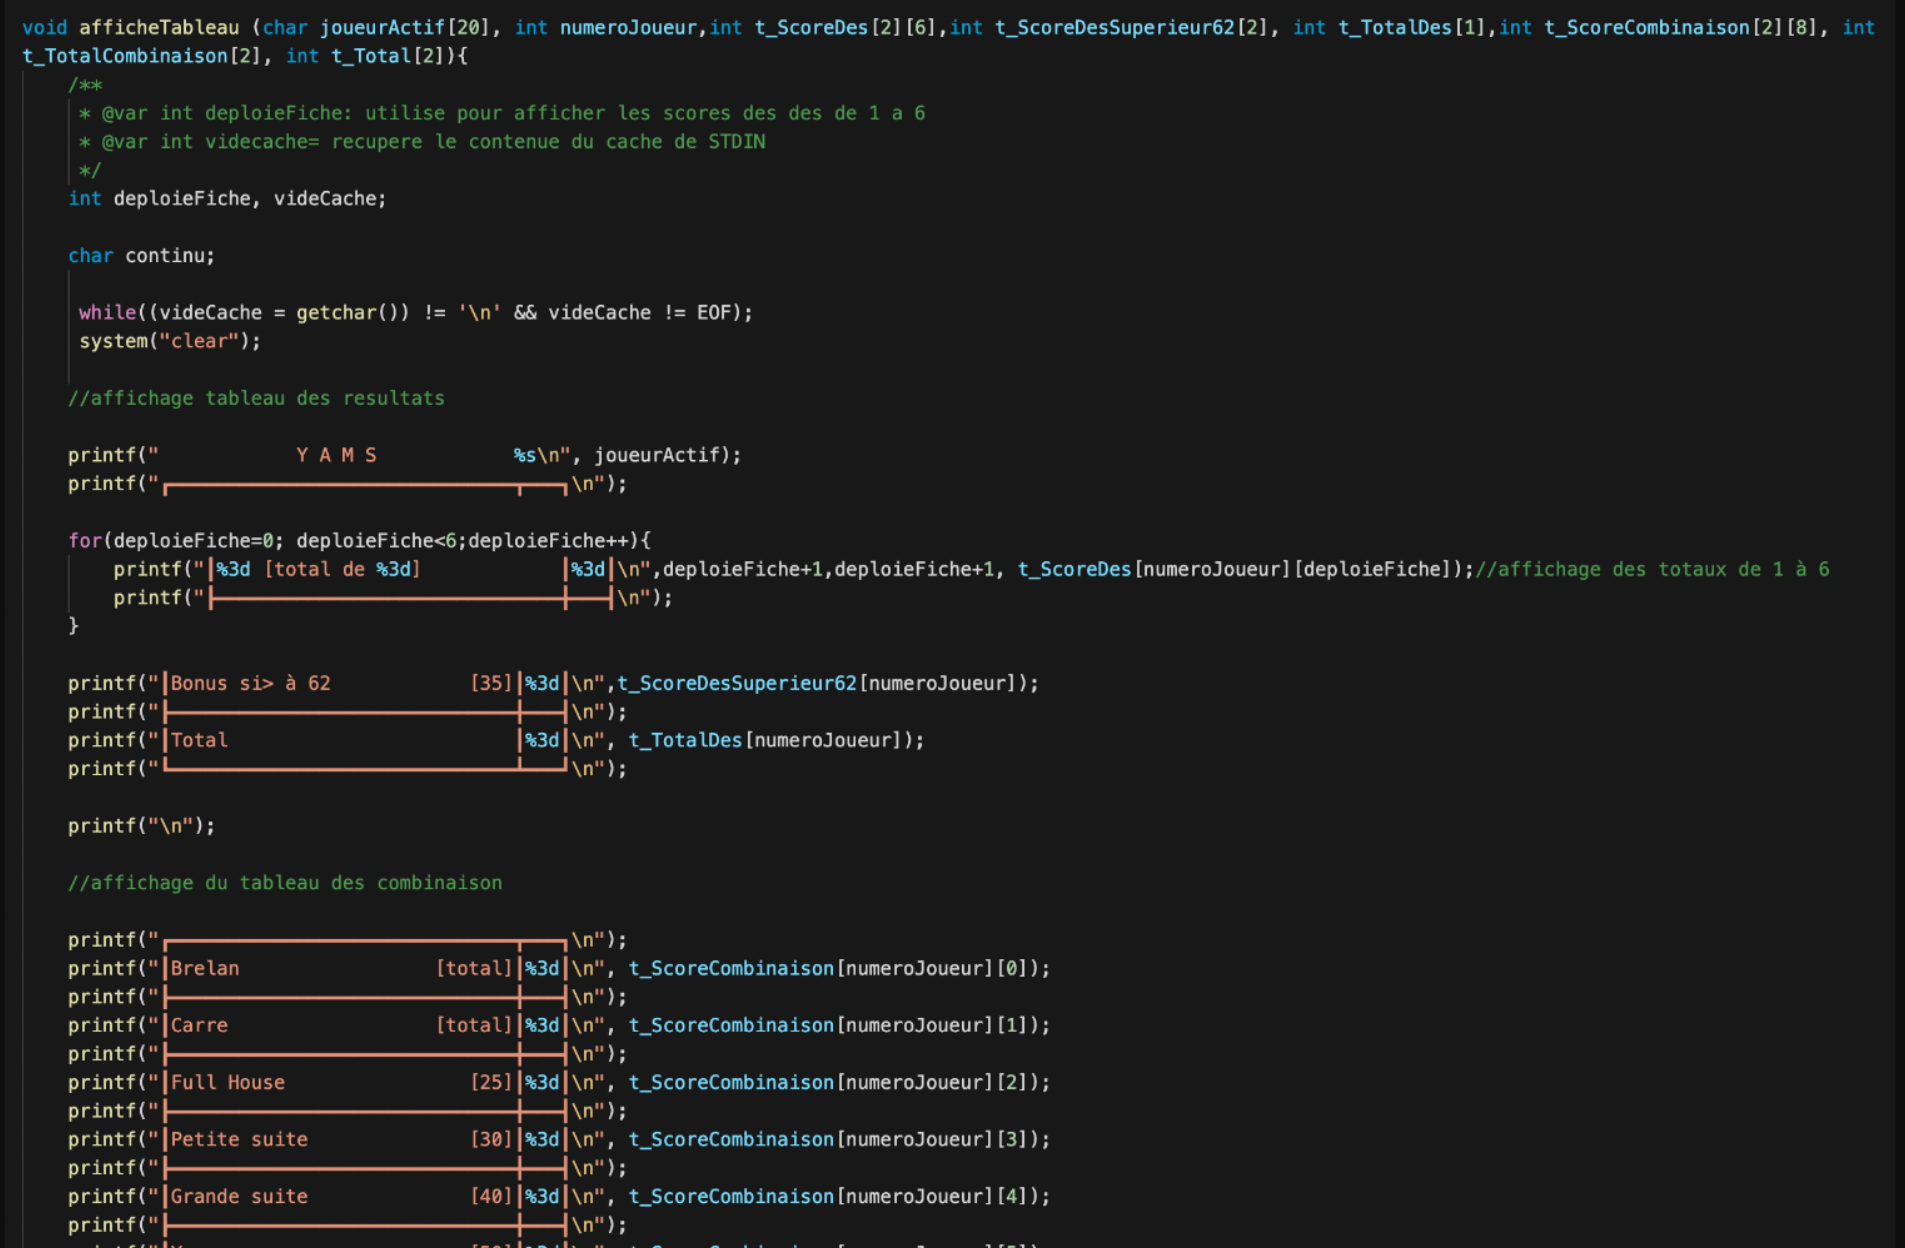 void afficheTableau (char joueurActif[20], int numeroJoueur,int t_ScoreDes[2][6],int t_ScoreDesSuperieur62[2], int t_TotalDes[1],int t_ScoreCombinaison[2][8], int
t_TotalCombinaison[2], int t_Total[2]){
/**
* @var int deploieFiche: utilise pour afficher les scores des des de 1 a 6
* @var int videcache= recupere le contenue du cache de STDIN
*/
int deploieFiche, videCache;
char continu;
while((videCache = getchar()) != '\n' && videCache != EOF);
system("clear");
//affichage tableau des resultats
printf("            Y A M S            %s\n", joueurActif);
printf("┏━━━━━━━━━━━━━━━━━━━━━━━━━━━━━━┳━━━┓\n");
for(deploieFiche=0; deploieFiche<6;deploieFiche++){
printf("┃%3d [total de %3d]            ┃%3d┃\n",deploieFiche+1,deploieFiche+1, t_ScoreDes[numeroJoueur][deploieFiche]);//affichage des totaux de 1 à 6
printf("┣━━━━━━━━━━━━━━━━━━━━━━━━━━━━━━╋━━━┫\n");
}
printf("┃Bonus si> à 62            [35]┃%3d┃\n",t_ScoreDesSuperieur62[numeroJoueur]);
printf("┣━━━━━━━━━━━━━━━━━━━━━━━━━━━━━━╋━━━┫\n");
printf("┃Total                         ┃%3d┃\n", t_TotalDes[numeroJoueur]);
printf("┗━━━━━━━━━━━━━━━━━━━━━━━━━━━━━━┻━━━┛\n");
printf("\n");
//affichage du tableau des combinaison
printf("┏━━━━━━━━━━━━━━━━━━━━━━━━━━━━━━┳━━━┓\n");
printf("┃Brelan                 [total]┃%3d┃\n", t_ScoreCombinaison[numeroJoueur][0]);
printf("┣━━━━━━━━━━━━━━━━━━━━━━━━━━━━━━╋━━━┫\n");
printf("┃Carre                  [total]┃%3d┃\n", t_ScoreCombinaison[numeroJoueur][1]);
printf("┣━━━━━━━━━━━━━━━━━━━━━━━━━━━━━━╋━━━┫\n");
printf("┃Full House                [25]┃%3d┃\n", t_ScoreCombinaison[numeroJoueur][2]);
printf("┣━━━━━━━━━━━━━━━━━━━━━━━━━━━━━━╋━━━┫\n");
printf("┃Petite suite              [30]┃%3d┃\n", t_ScoreCombinaison[numeroJoueur][3]);
printf("┣━━━━━━━━━━━━━━━━━━━━━━━━━━━━━━╋━━━┫\n");
printf("┃Grande suite              [40]┃%3d┃\n", t_ScoreCombinaison[numeroJoueur][4]);
printf("┣━━━━━━━━━━━━━━━━━━━━━━━━━━━━━━╋━━━┫\n");